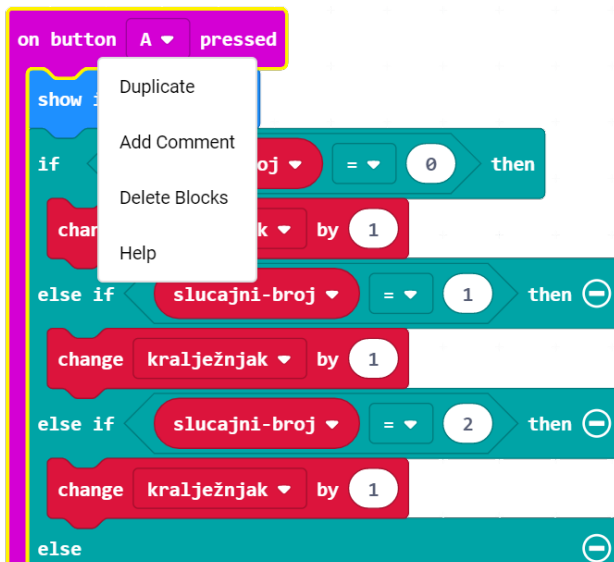 on button A pressed
show
if oj = 0 then
chan k by 1
else if slucajni-broj = 1 then
change kralježnjak by 1
else if slucajni-broj = 2 then
change kralježnjak by 1
else
Duplicate
Add Comment
Delete Blocks
Help